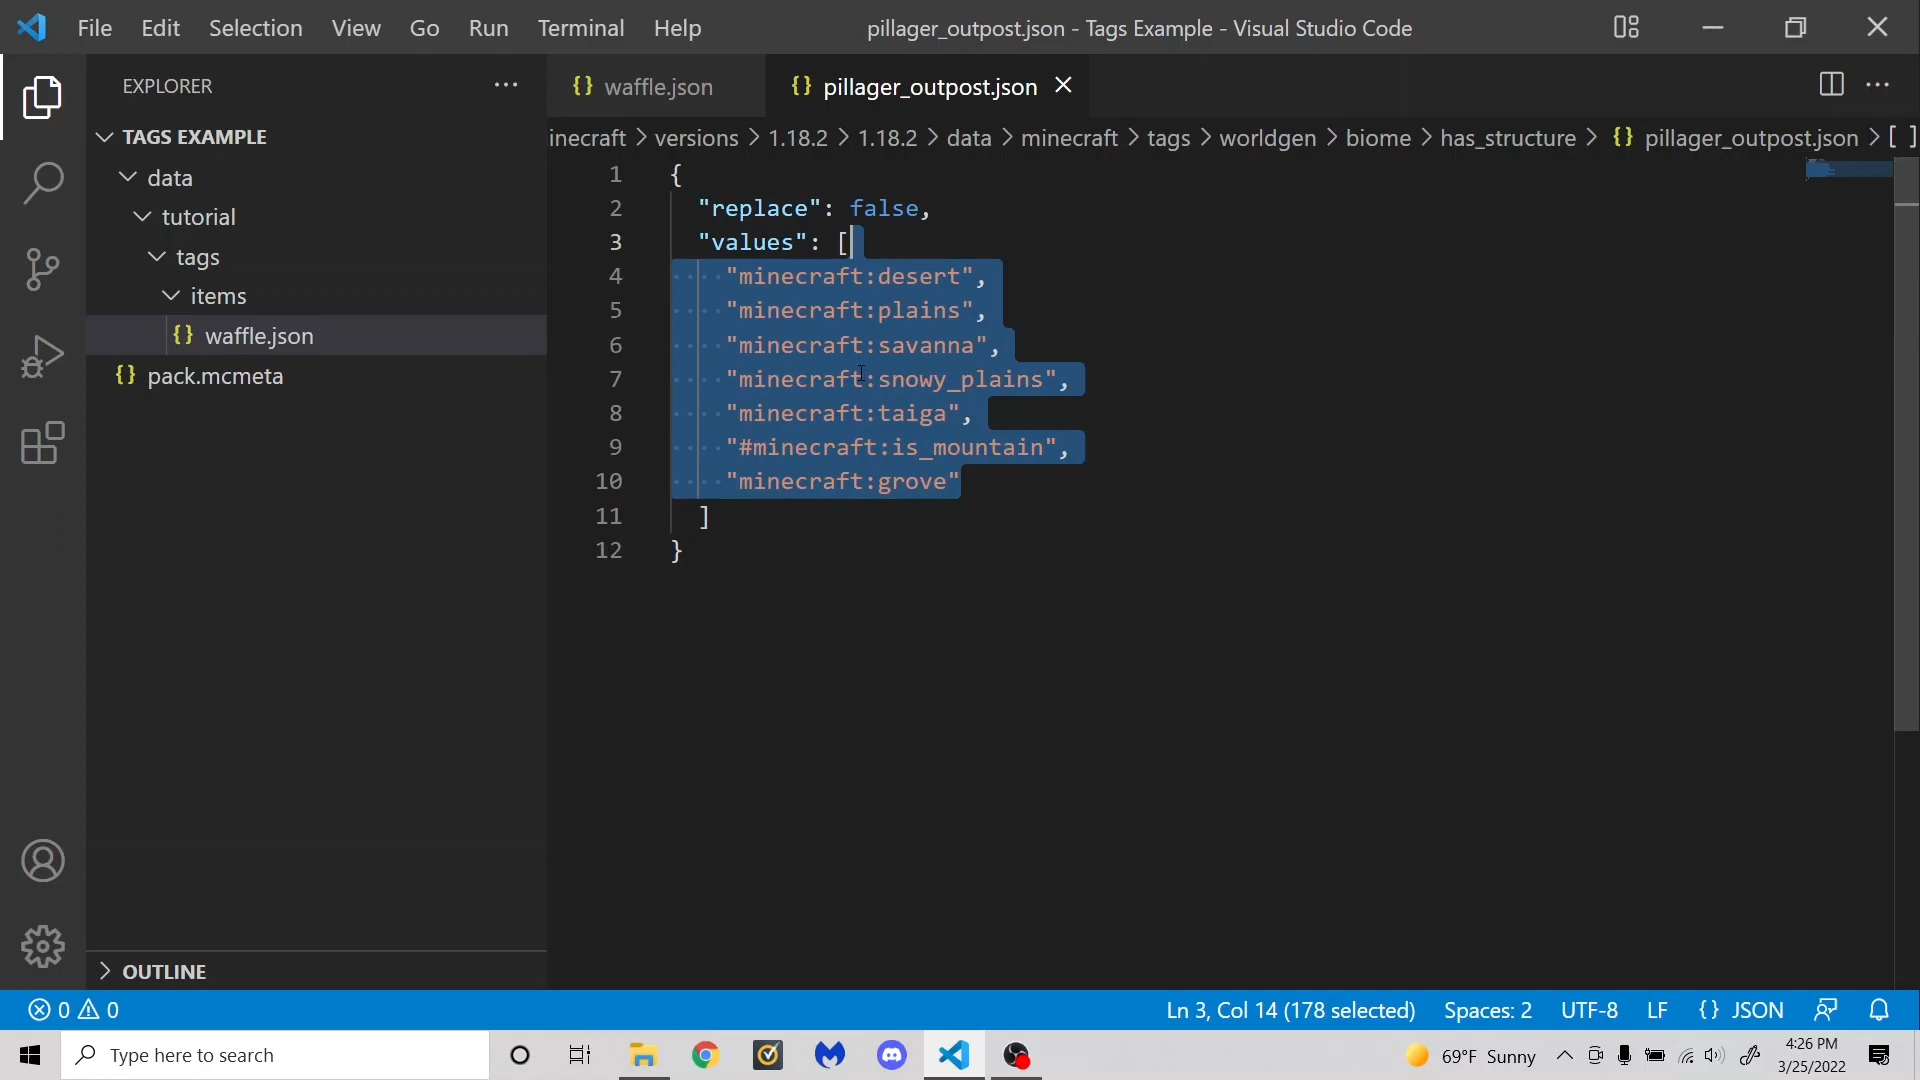 File Edit Selection View Go Run Terminal Help pillager_outpost.json - Tags Example - Visual Studio Code
EXPLORER
waffle.json
pillager_outpost.json
TAGS EXAMPLE
inecraft > versions > 1.18.2 > 1.18.2 > data > minecraft > tags > worldgen > biome > has_structure > {} pillager_outpost.json > [ ]
data
tutorial
tags
items
{} waffle.json
{} pack.mcmeta
1 {
2 "replace": false,
3 "values": [
4 "minecraft:desert",
5 "minecraft:plains",
6 "minecraft:savanna",
7 "minecraft:snowy_plains",
8 "minecraft:taiga",
9 "#minecraft:is_mountain",
10 "minecraft:grove"
11 ]
12 }
OUTLINE
0 0 Ln 3, Col 14 (178 selected) Spaces: 2 UTF-8 LF {} JSON
Type here to search
69°F Sunny
4:26 PM
3/25/2022